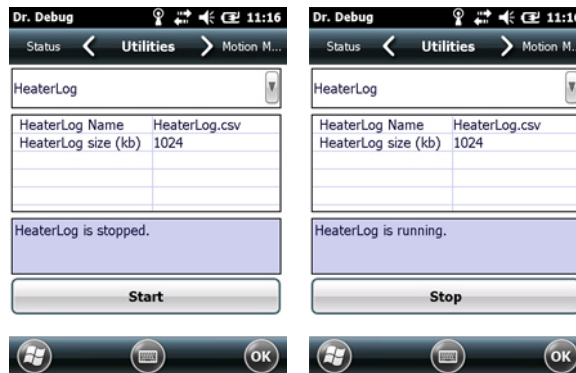 Dr. Debug 11:16
Status Utilities Motion M...
HeaterLog
HeaterLog Name HeaterLog.csv
HeaterLog size (kb) 1024
HeaterLog is stopped.
Start
OK
Dr. Debug 11:16
Status Utilities Motion M...
HeaterLog
HeaterLog Name HeaterLog.csv
HeaterLog size (kb) 1024
HeaterLog is running.
Stop
OK